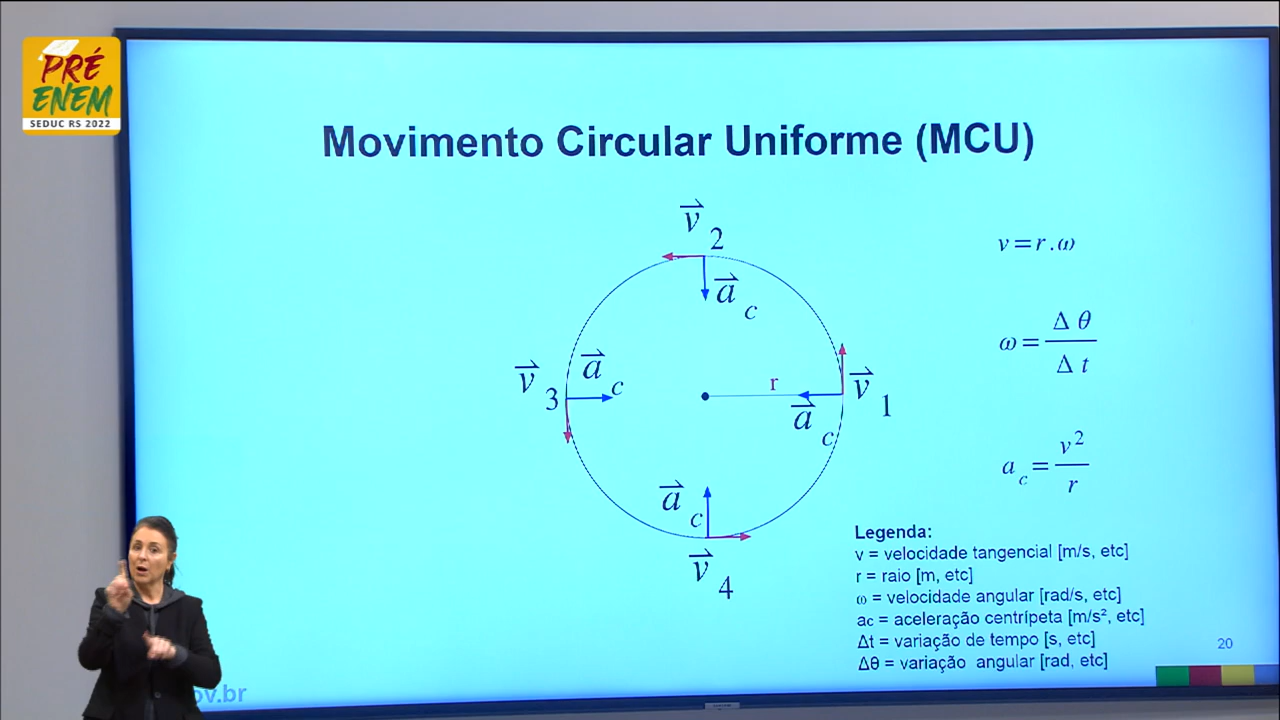 PRÉ
ENEM
SEDUC RS 2022
Movimento Circular Uniforme (MCU)
v⃗ 2
a⃗ c
v⃗ 3
a⃗ c
r
v⃗ 1
a⃗ c
a⃗ c
v⃗ 4
v = r . ω
ω = Δ θ / Δ t
a c = v² / r
Legenda:
v = velocidade tangencial [m/s, etc]
r = raio [m, etc]
ω = velocidade angular [rad/s, etc]
ac = aceleração centrípeta [m/s², etc]
Δt = variação de tempo [s, etc]
Δθ = variação angular [rad, etc]
20
ov.br